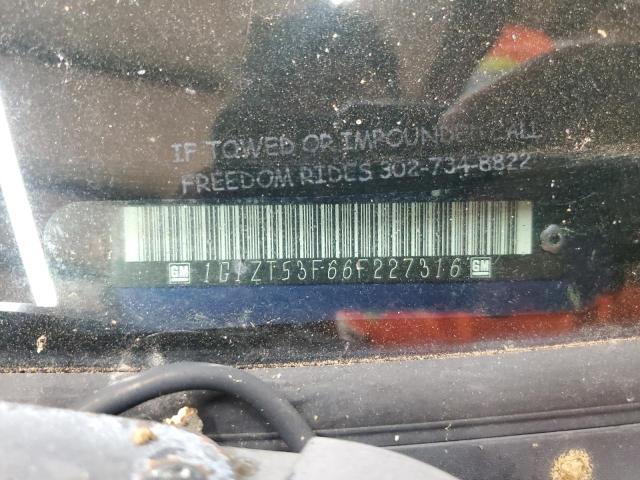 IF TOWED OR IMPOUNDED CALL
FREEDOM RIDES 302-734-8822
GM 1G1ZT53F66F227316 GM